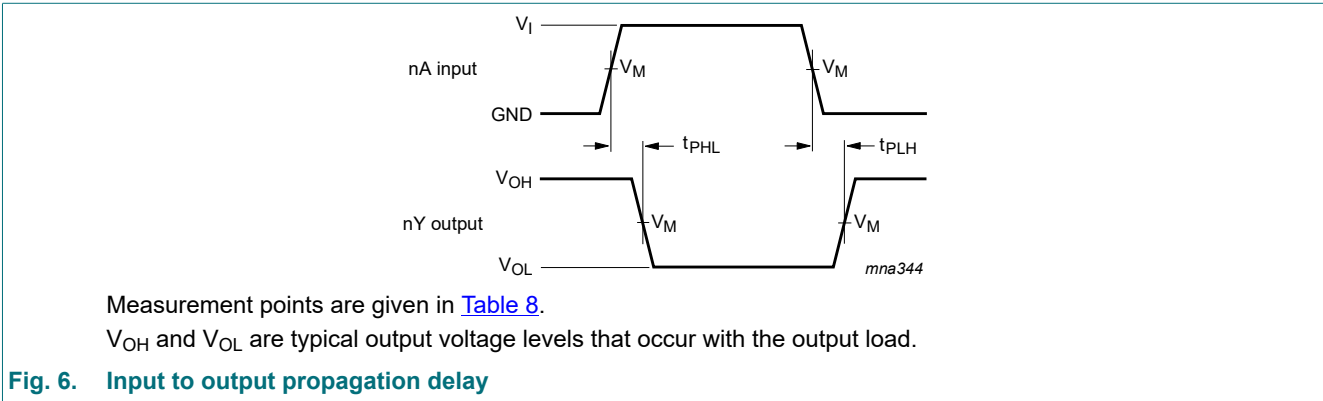 V_I
nA input
V_M
V_M
GND
t_PHL
t_PLH
V_OH
nY output
V_M
V_M
V_OL
mna344
Measurement points are given in Table 8.
V_OH and V_OL are typical output voltage levels that occur with the output load.
Fig. 6. Input to output propagation delay